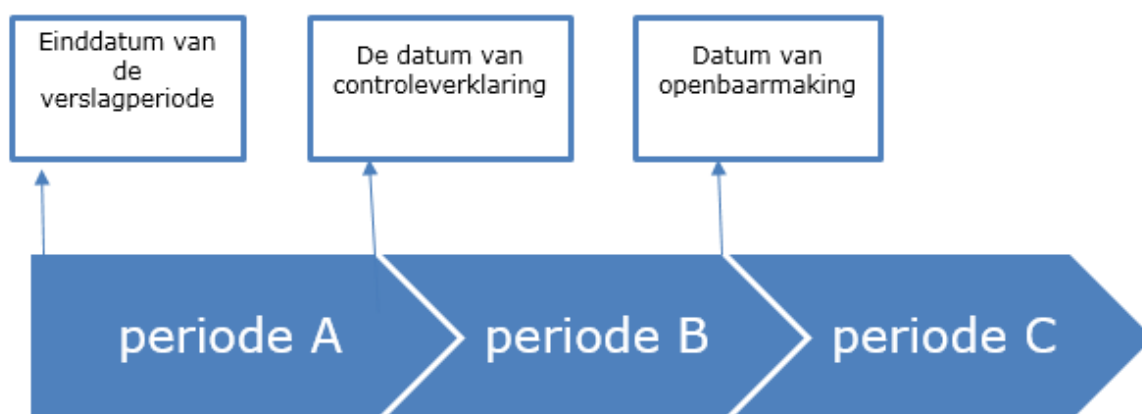 Einddatum van
de
verslagperiode
De datum van
controleverklaring
Datum van
openbaarmaking
periode A
periode B
periode C